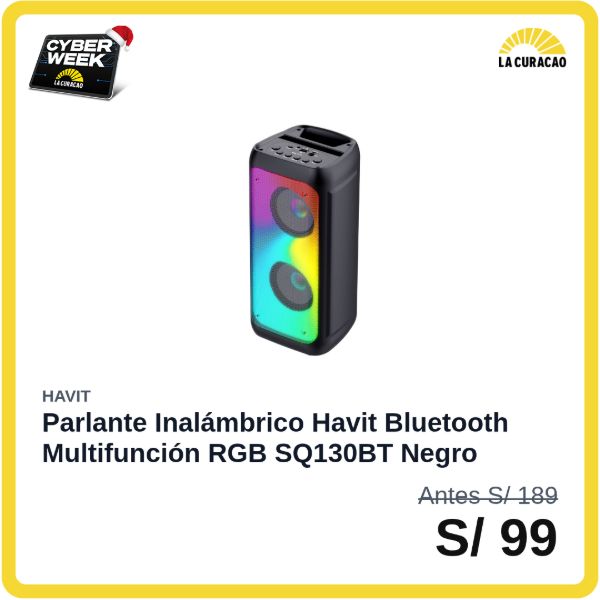 CYBER
WEEK
LA CURACAO
LA CURACAO
HAVIT
Parlante Inalámbrico Havit Bluetooth
Multifunción RGB SQ130BT Negro
Antes S/ 189
S/ 99